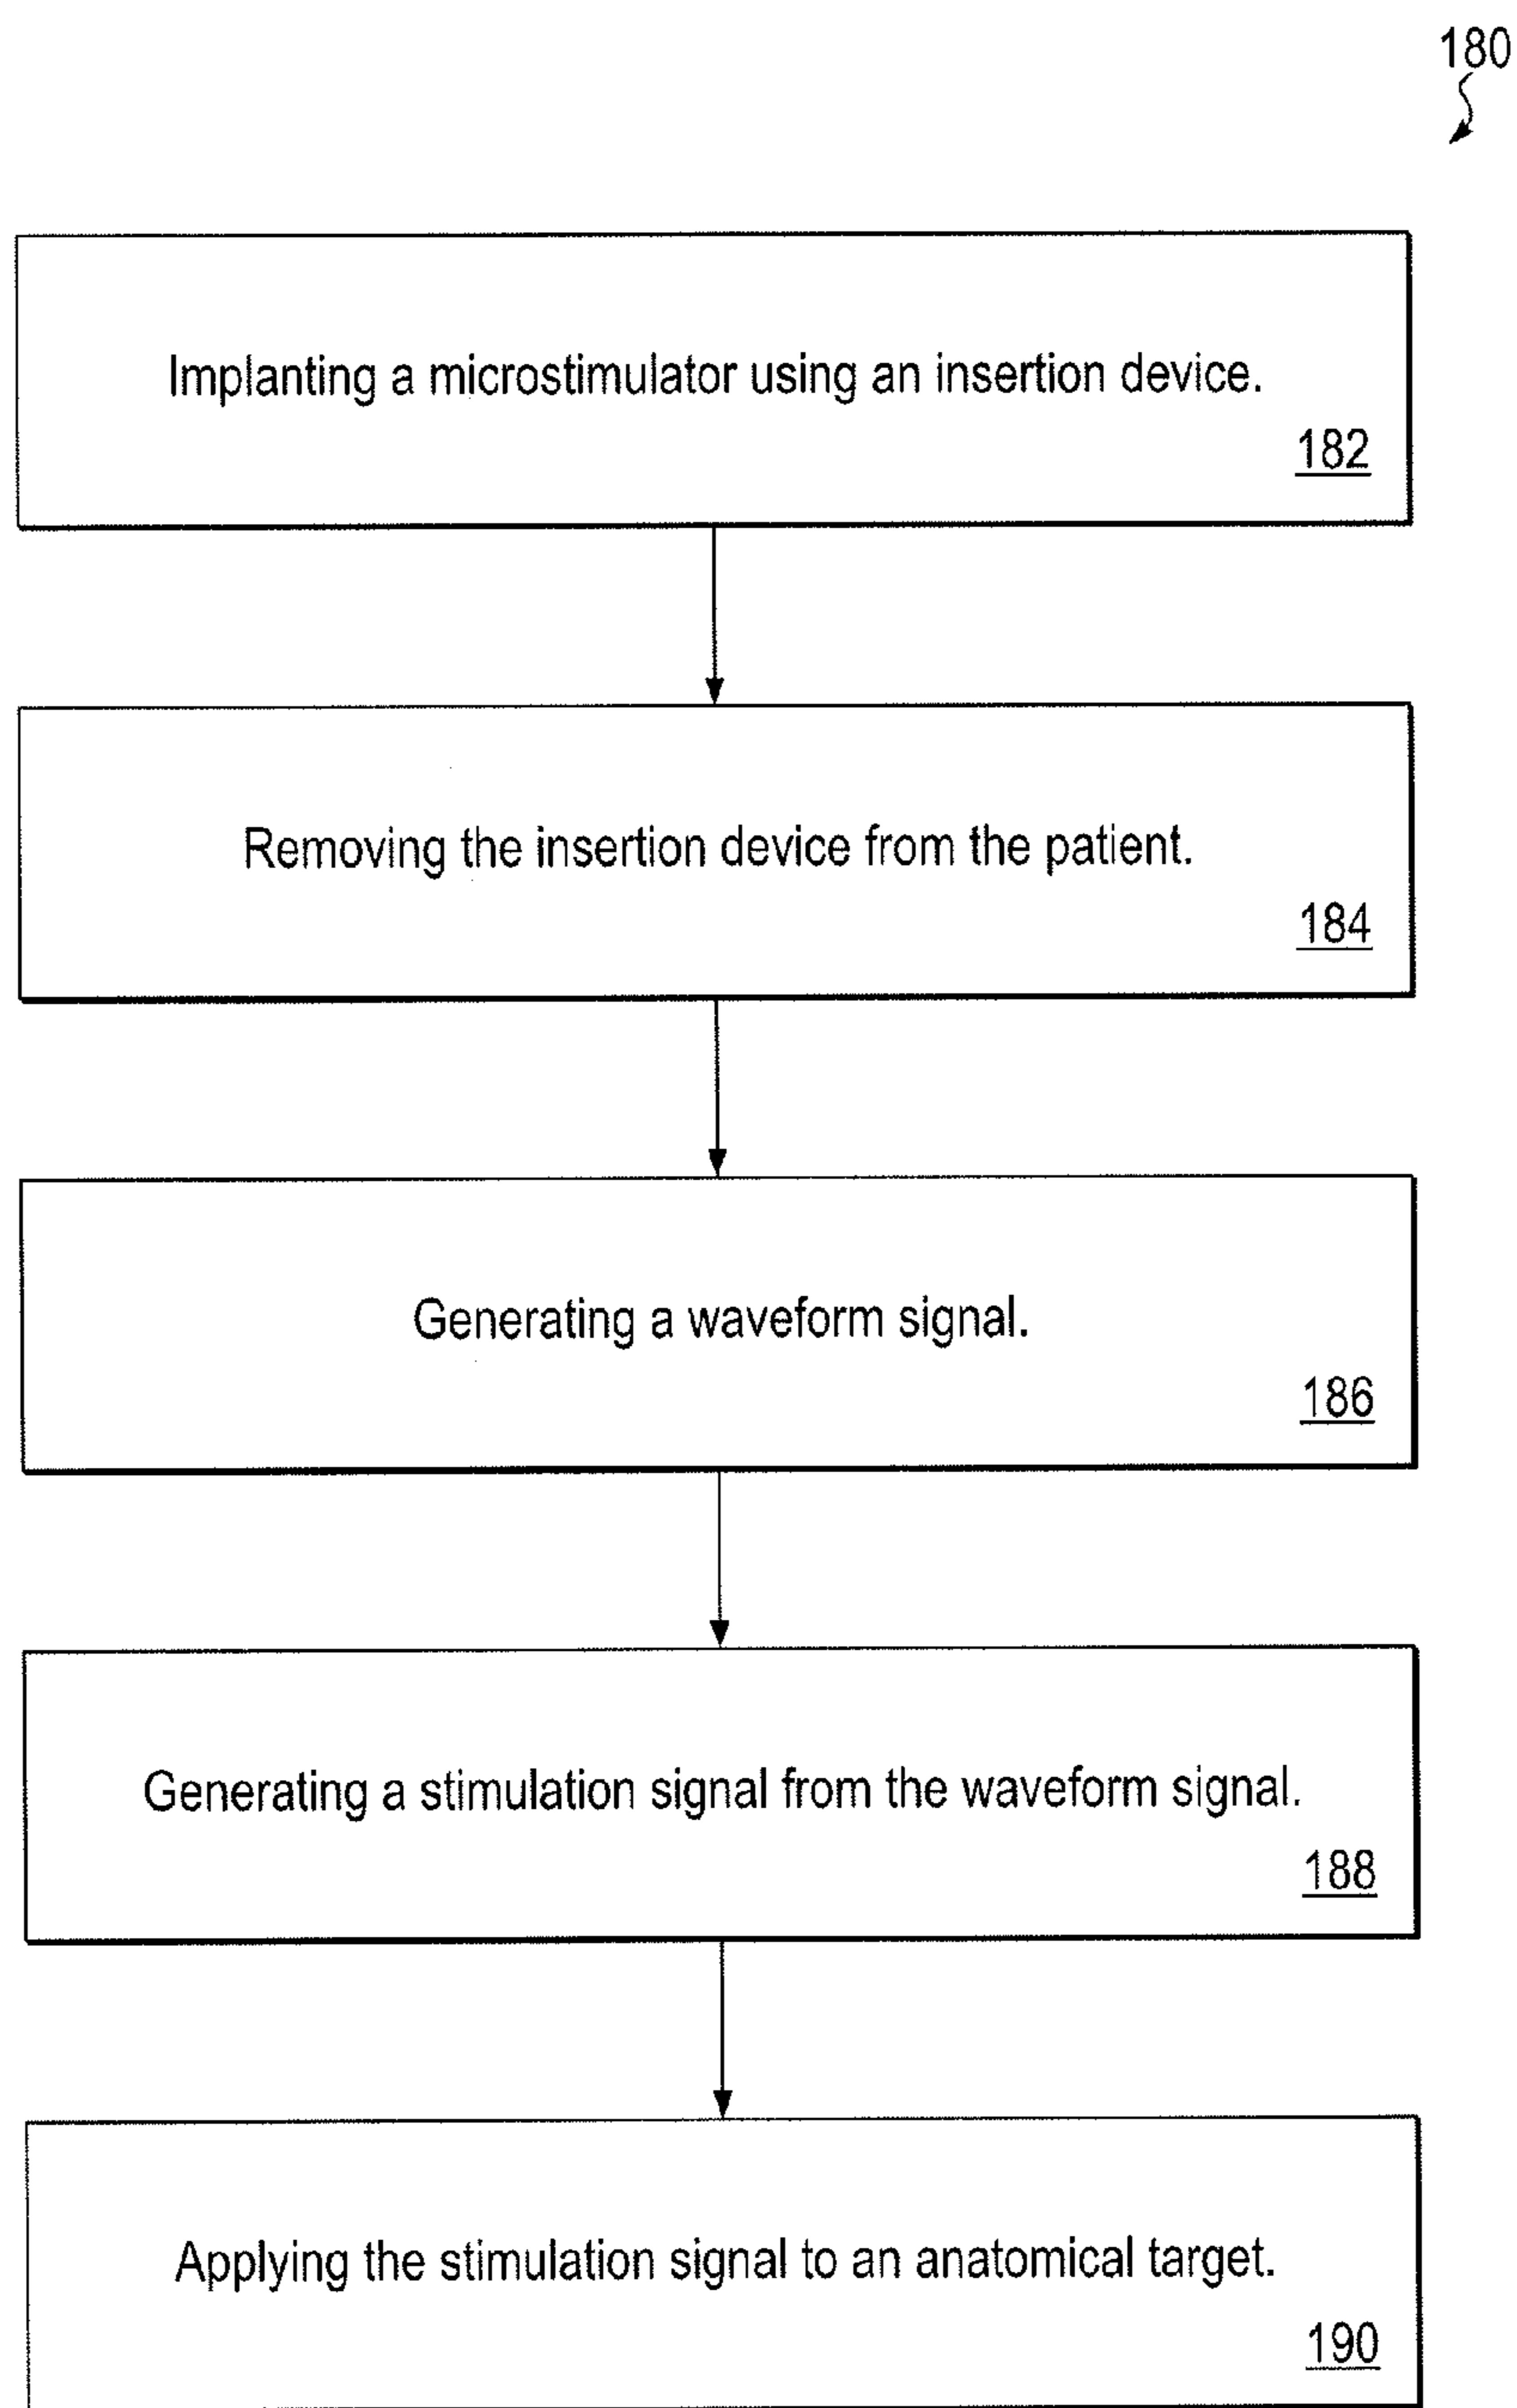 180
Implanting a microstimulator using an insertion device.
182
Removing the insertion device from the patient.
184
Generating a waveform signal.
186
Generating a stimulation signal from the waveform signal.
188
Applying the stimulation signal to an anatomical target.
190